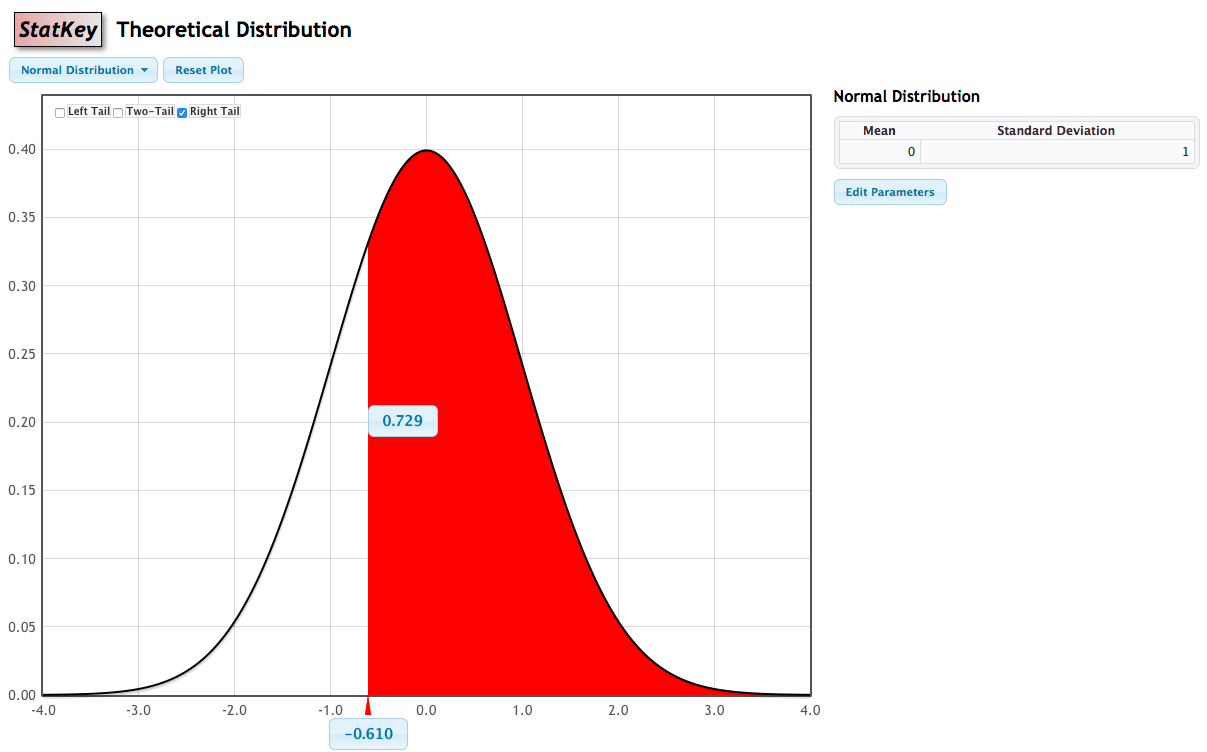 StatKey Theoretical Distribution
Normal Distribution Reset Plot
Left Tail Two-Tail Right Tail
0.40
0.35
0.30
0.25
0.20
0.15
0.10
0.05
0.00
0.729
-4.0 -3.0 -2.0 -1.0 0.0 1.0 2.0 3.0 4.0
-0.610
Normal Distribution
Mean Standard Deviation
0 1
Edit Parameters